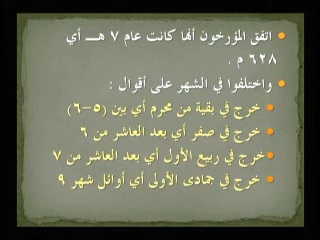 • اتفق المؤرخون أنها كانت عام ٧ هـ أي
٦٢٨ م .
• واختلفوا في الشهر على أقوال :
• خرج في بقية من محرم أي بين (٥-٦)
• خرج في صفر أي بعد العاشر من ٦
• خرج في ربيع الأول أي بعد العاشر من ٧
• خرج في جمادى الأولى أي أوائل شهر ٩